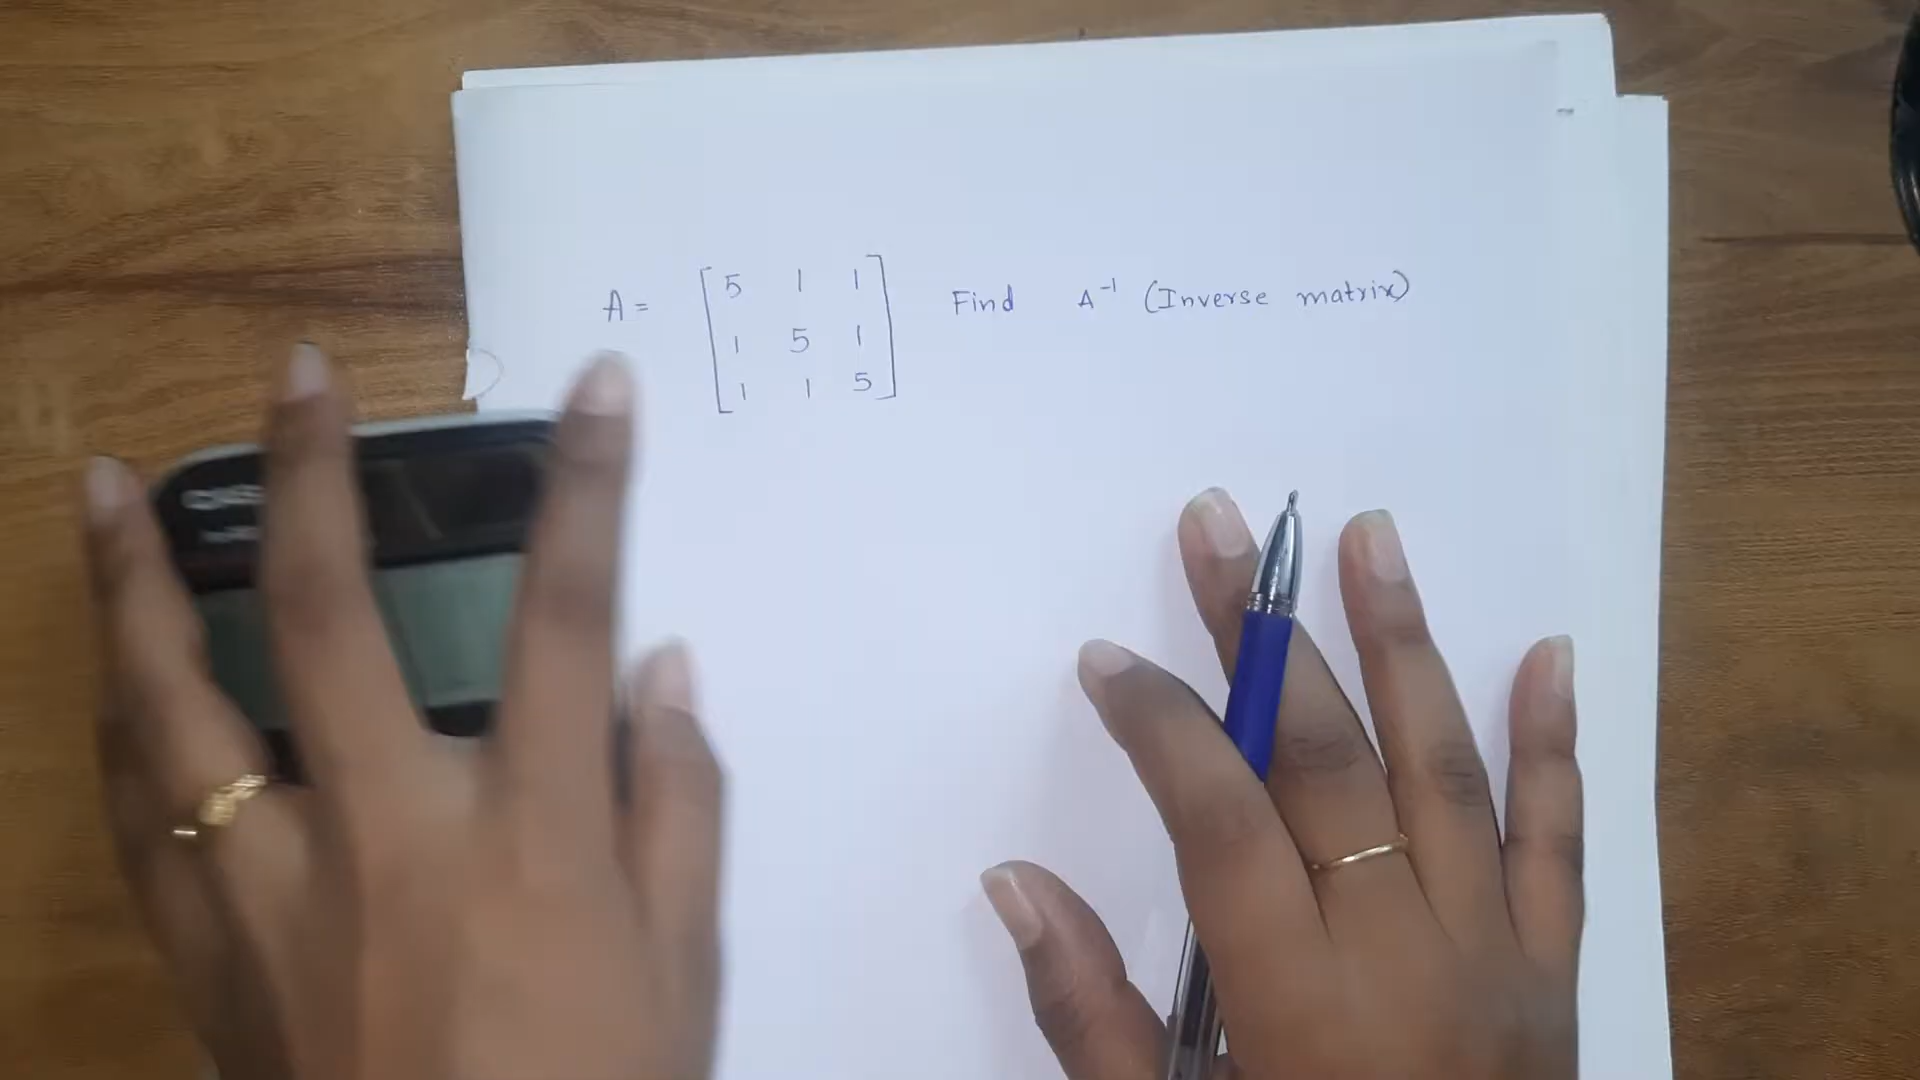 A = [ 5 1 1 ] Find A⁻¹ (Inverse matrix)
1 5 1
1 1 5